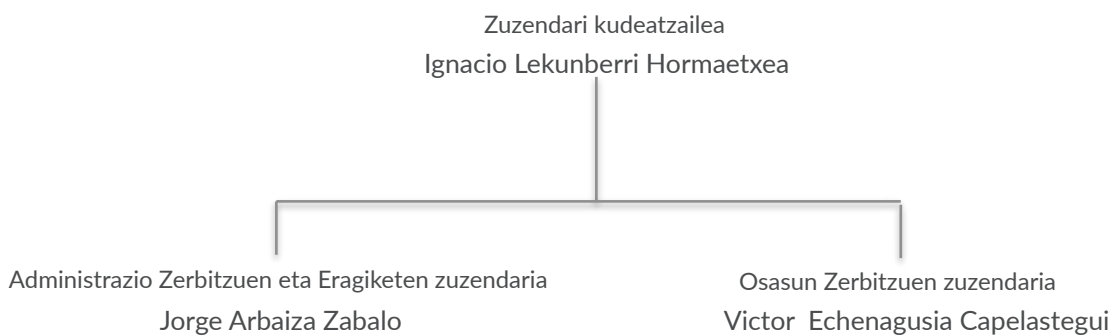 Zuzendari kudeatzailea
Ignacio Lekunberri Hormaetxea
Administrazio Zerbitzuen eta Eragiketen zuzendaria
Jorge Arbaiza Zabalo
Osasun Zerbitzuen zuzendaria
Victor Echenagusia Capelastegui